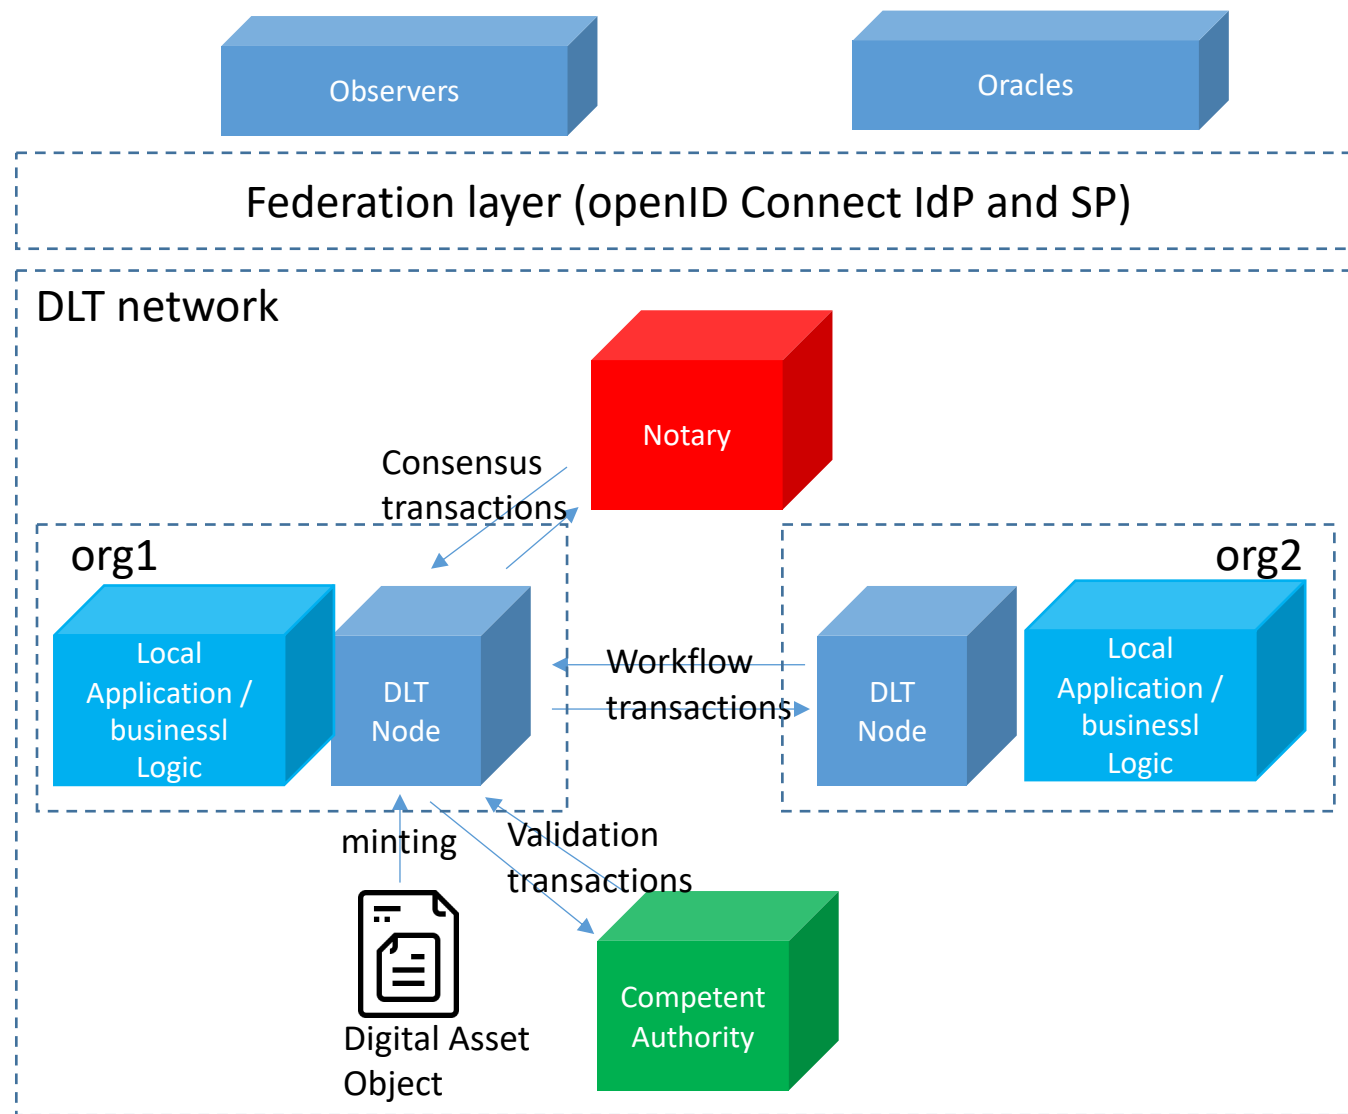 Observers
Oracles
Federation layer (openID Connect IdP and SP)
DLT network
Notary
Consensus
transactions
org1
org2
Local
Application /
businessl
Logic
DLT
Node
Workflow
transactions
DLT
Node
Local
Application /
businessl
Logic
minting
Validation
transactions
Competent
Authority
Digital Asset
Object